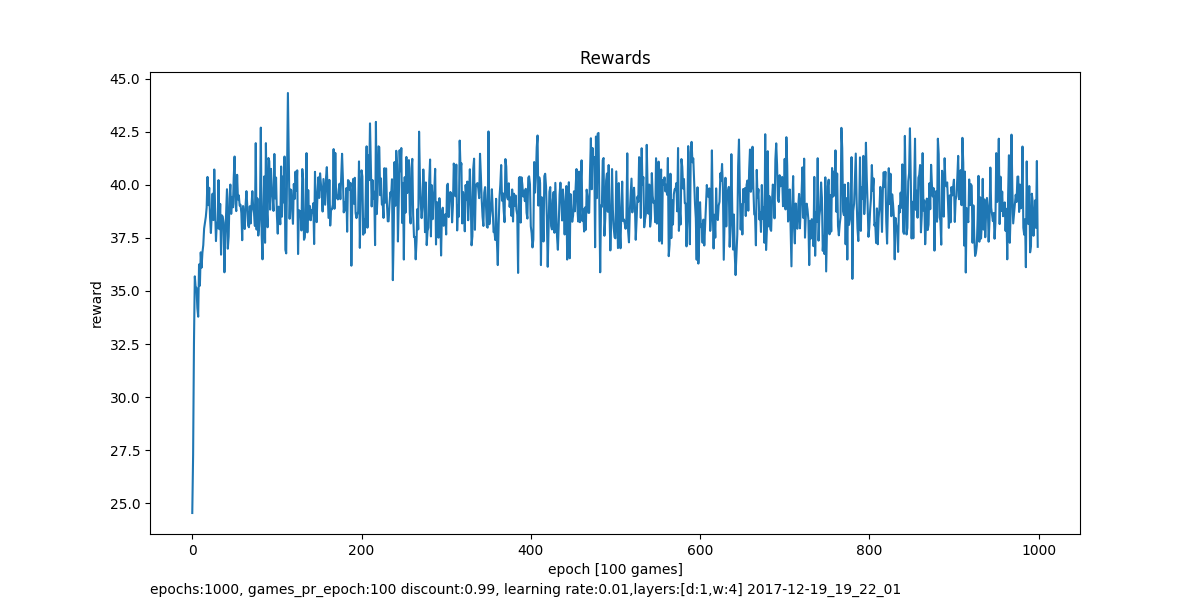 Rewards
45.0
42.5
40.0
37.5
35.0
32.5
30.0
27.5
25.0
reward
0 200 400 600 800 1000
epoch [100 games]
epochs:1000, games_pr_epoch:100 discount:0.99, learning rate:0.01,layers:[d:1,w:4] 2017-12-19_19_22_01